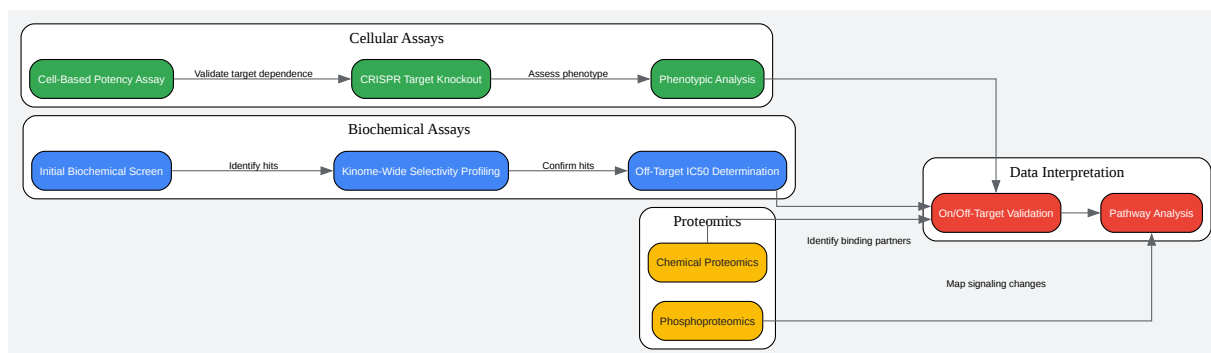 Cellular Assays
Cell-Based Potency Assay
Validate target dependence
CRISPR Target Knockout
Assess phenotype
Phenotypic Analysis
Biochemical Assays
Initial Biochemical Screen
Identify hits
Kinome-Wide Selectivity Profiling
Confirm hits
Off-Target IC50 Determination
Data Interpretation
On/Off-Target Validation
Pathway Analysis
Proteomics
Identify binding partners
Chemical Proteomics
Map signaling changes
Phosphoproteomics